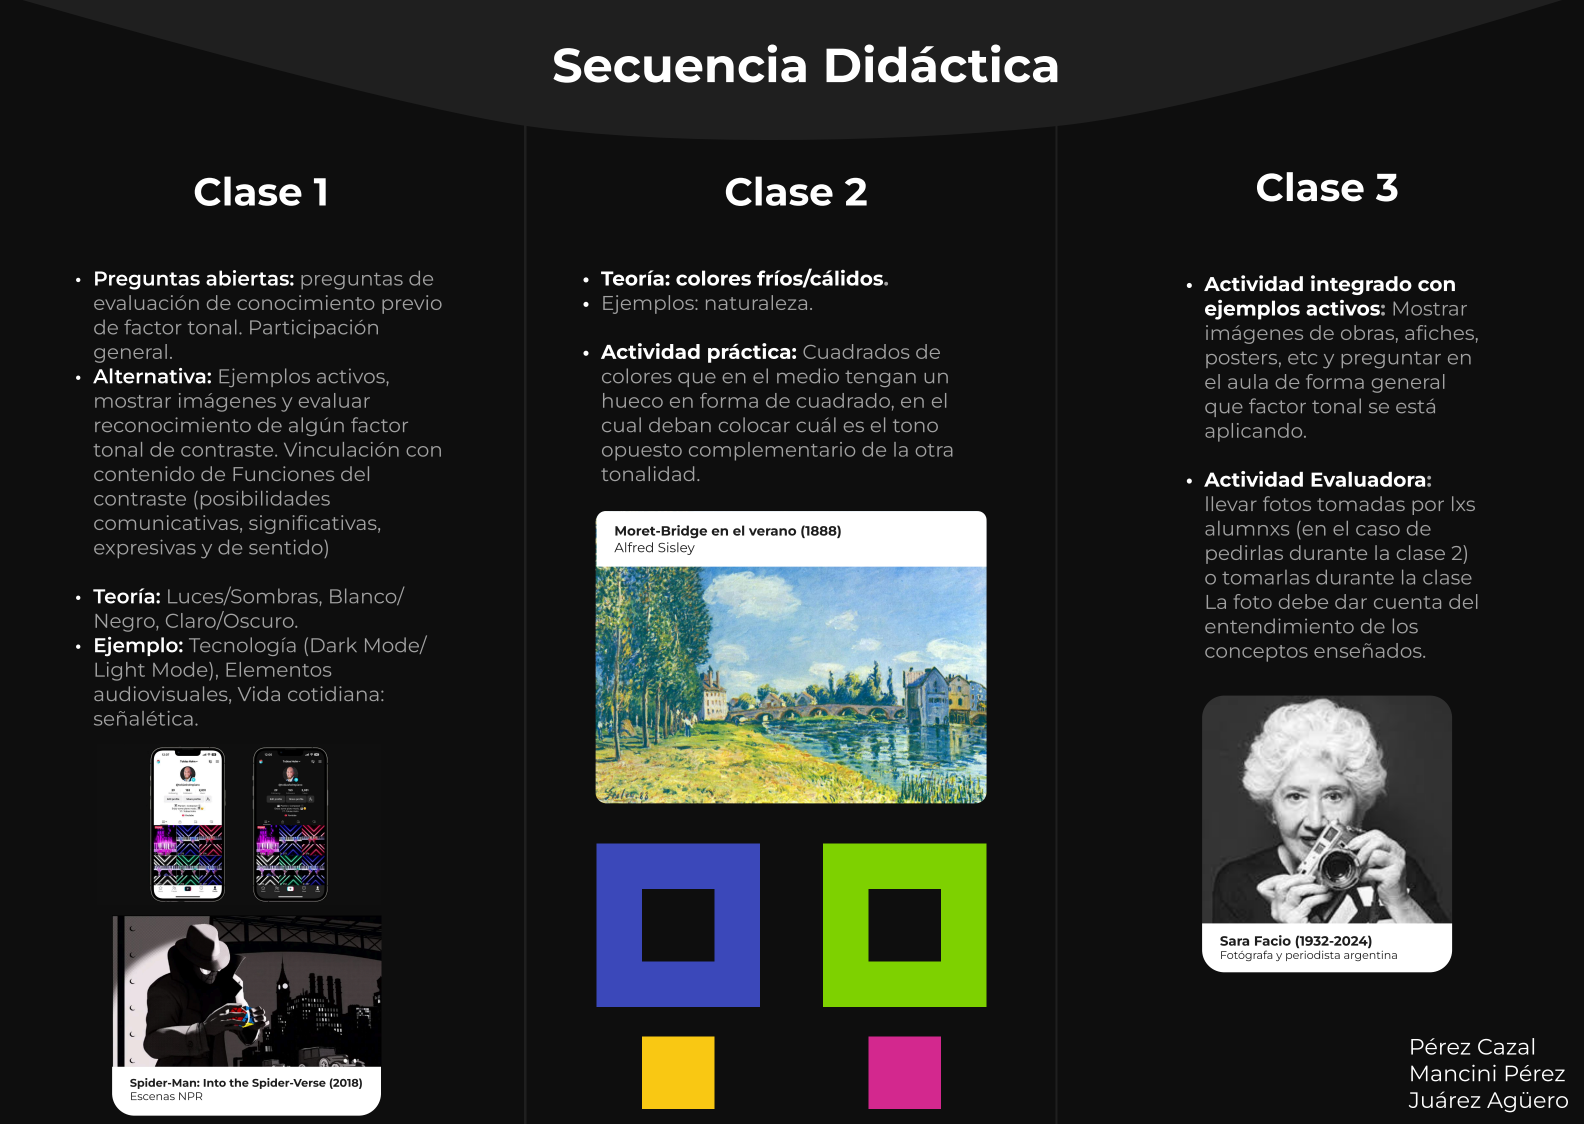 Secuencia Didáctica
Clase 1
• Preguntas abiertas: preguntas de
evaluación de conocimiento previo
de factor tonal. Participación
general.
• Alternativa: Ejemplos activos,
mostrar imágenes y evaluar
reconocimiento de algún factor
tonal de contraste. Vinculación con
contenido de Funciones del
contraste (posibilidades
comunicativas, significativas,
expresivas y de sentido)
• Teoría: Luces/Sombras, Blanco/
Negro, Claro/Oscuro.
• Ejemplo: Tecnología (Dark Mode/
Light Mode), Elementos
audiovisuales, Vida cotidiana:
señalética.
Spider-Man: Into the Spider-Verse (2018)
Escenas NPR
Clase 2
• Teoría: colores fríos/cálidos.
• Ejemplos: naturaleza.
• Actividad práctica: Cuadrados de
colores que en el medio tengan un
hueco en forma de cuadrado, en el
cual deban colocar cuál es el tono
opuesto complementario de la otra
tonalidad.
Moret-Bridge en el verano (1888)
Alfred Sisley
Clase 3
• Actividad integrado con
ejemplos activos: Mostrar
imágenes de obras, afiches,
posters, etc y preguntar en
el aula de forma general
que factor tonal se está
aplicando.
• Actividad Evaluadora:
llevar fotos tomadas por lxs
alumnxs (en el caso de
pedirlas durante la clase 2)
o tomarlas durante la clase
La foto debe dar cuenta del
entendimiento de los
conceptos enseñados.
Sara Facio (1932-2024)
Fotógrafa y periodista argentina
Pérez Cazal
Mancini Pérez
Juárez Agüero